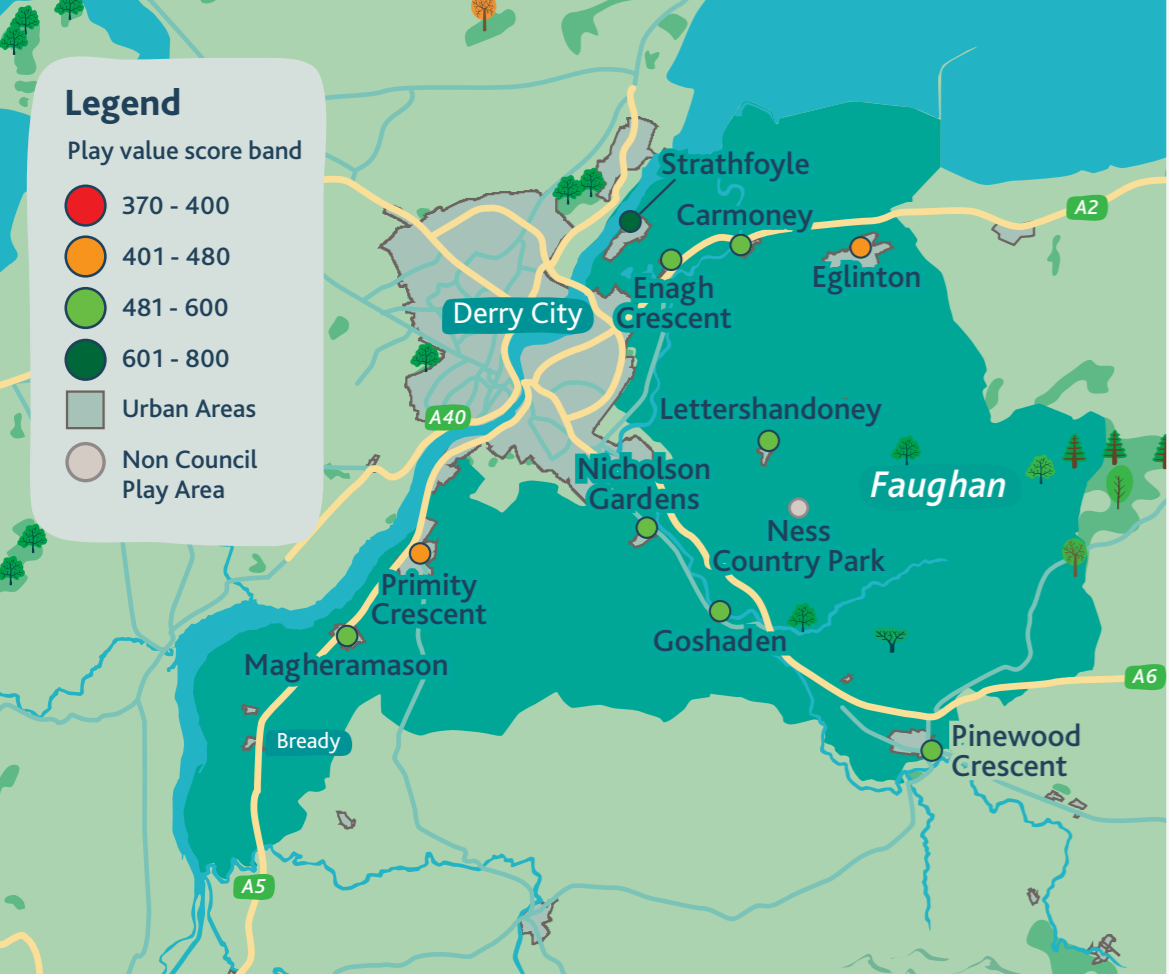 Legend
Play value score band
370 - 400
401 - 480
481 - 600
601 - 800
Urban Areas
Non Council
Play Area
Strathfoyle
Carmoney
A2
Eglinton
Enagh
Crescent
Derry City
A40
Lettershandoney
Nicholson
Gardens
Faughan
Ness
Country Park
Primity
Crescent
Goshaden
Magheramason
A6
Bready
Pinewood
Crescent
A5